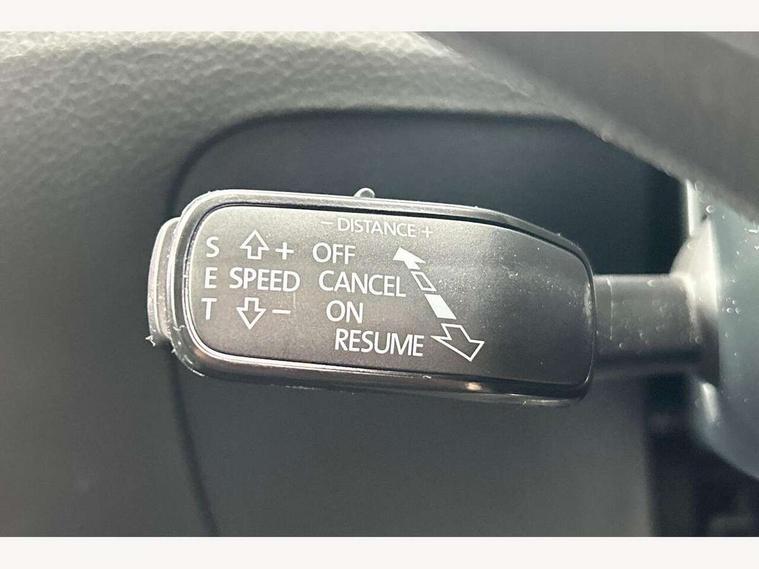 - DISTANCE +
S + OFF
E SPEED CANCEL
T - ON
RESUME